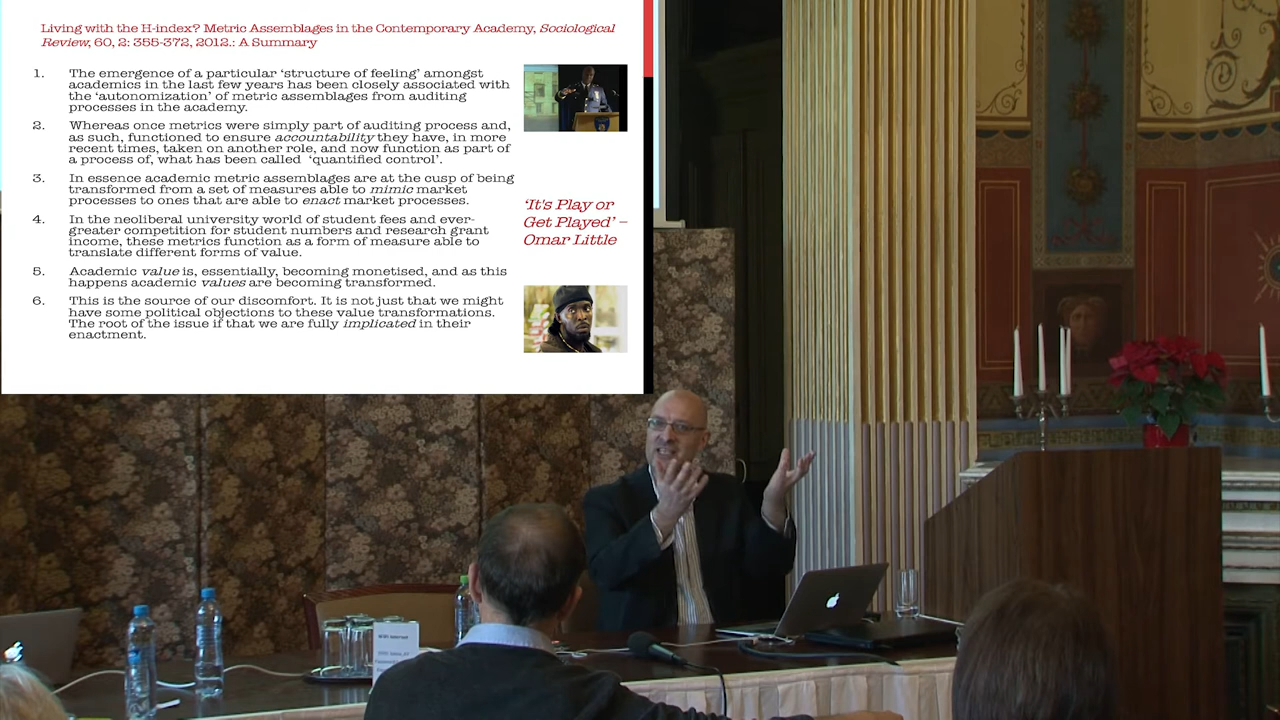 Living with the H-index? Metric Assemblages in the Contemporary Academy, Sociological
Review, 60, 2: 355-372, 2012.: A Summary
1. The emergence of a particular ‘structure of feeling’ amongst
academics in the last few years has been closely associated with
the ‘autonomization’ of metric assemblages from auditing
processes in the academy.
2. Whereas once metrics were simply part of auditing process and,
as such, functioned to ensure accountability they have, in more
recent times, taken on another role, and now function as part of
a process of, what has been called ‘quantified control’.
3. In essence academic metric assemblages are at the cusp of being
transformed from a set of measures able to mimic market
processes to ones that are able to enact market processes.
4. In the neoliberal university world of student fees and ever-
greater competition for student numbers and research grant
income, these metrics function as a form of measure able to
translate different forms of value.
5. Academic value is, essentially, becoming monetised, and as this
happens academic values are becoming transformed.
6. This is the source of our discomfort. It is not just that we might
have some political objections to these value transformations.
The root of the issue if that we are fully implicated in their
enactment.
‘It's Play or
Get Played’ –
Omar Little